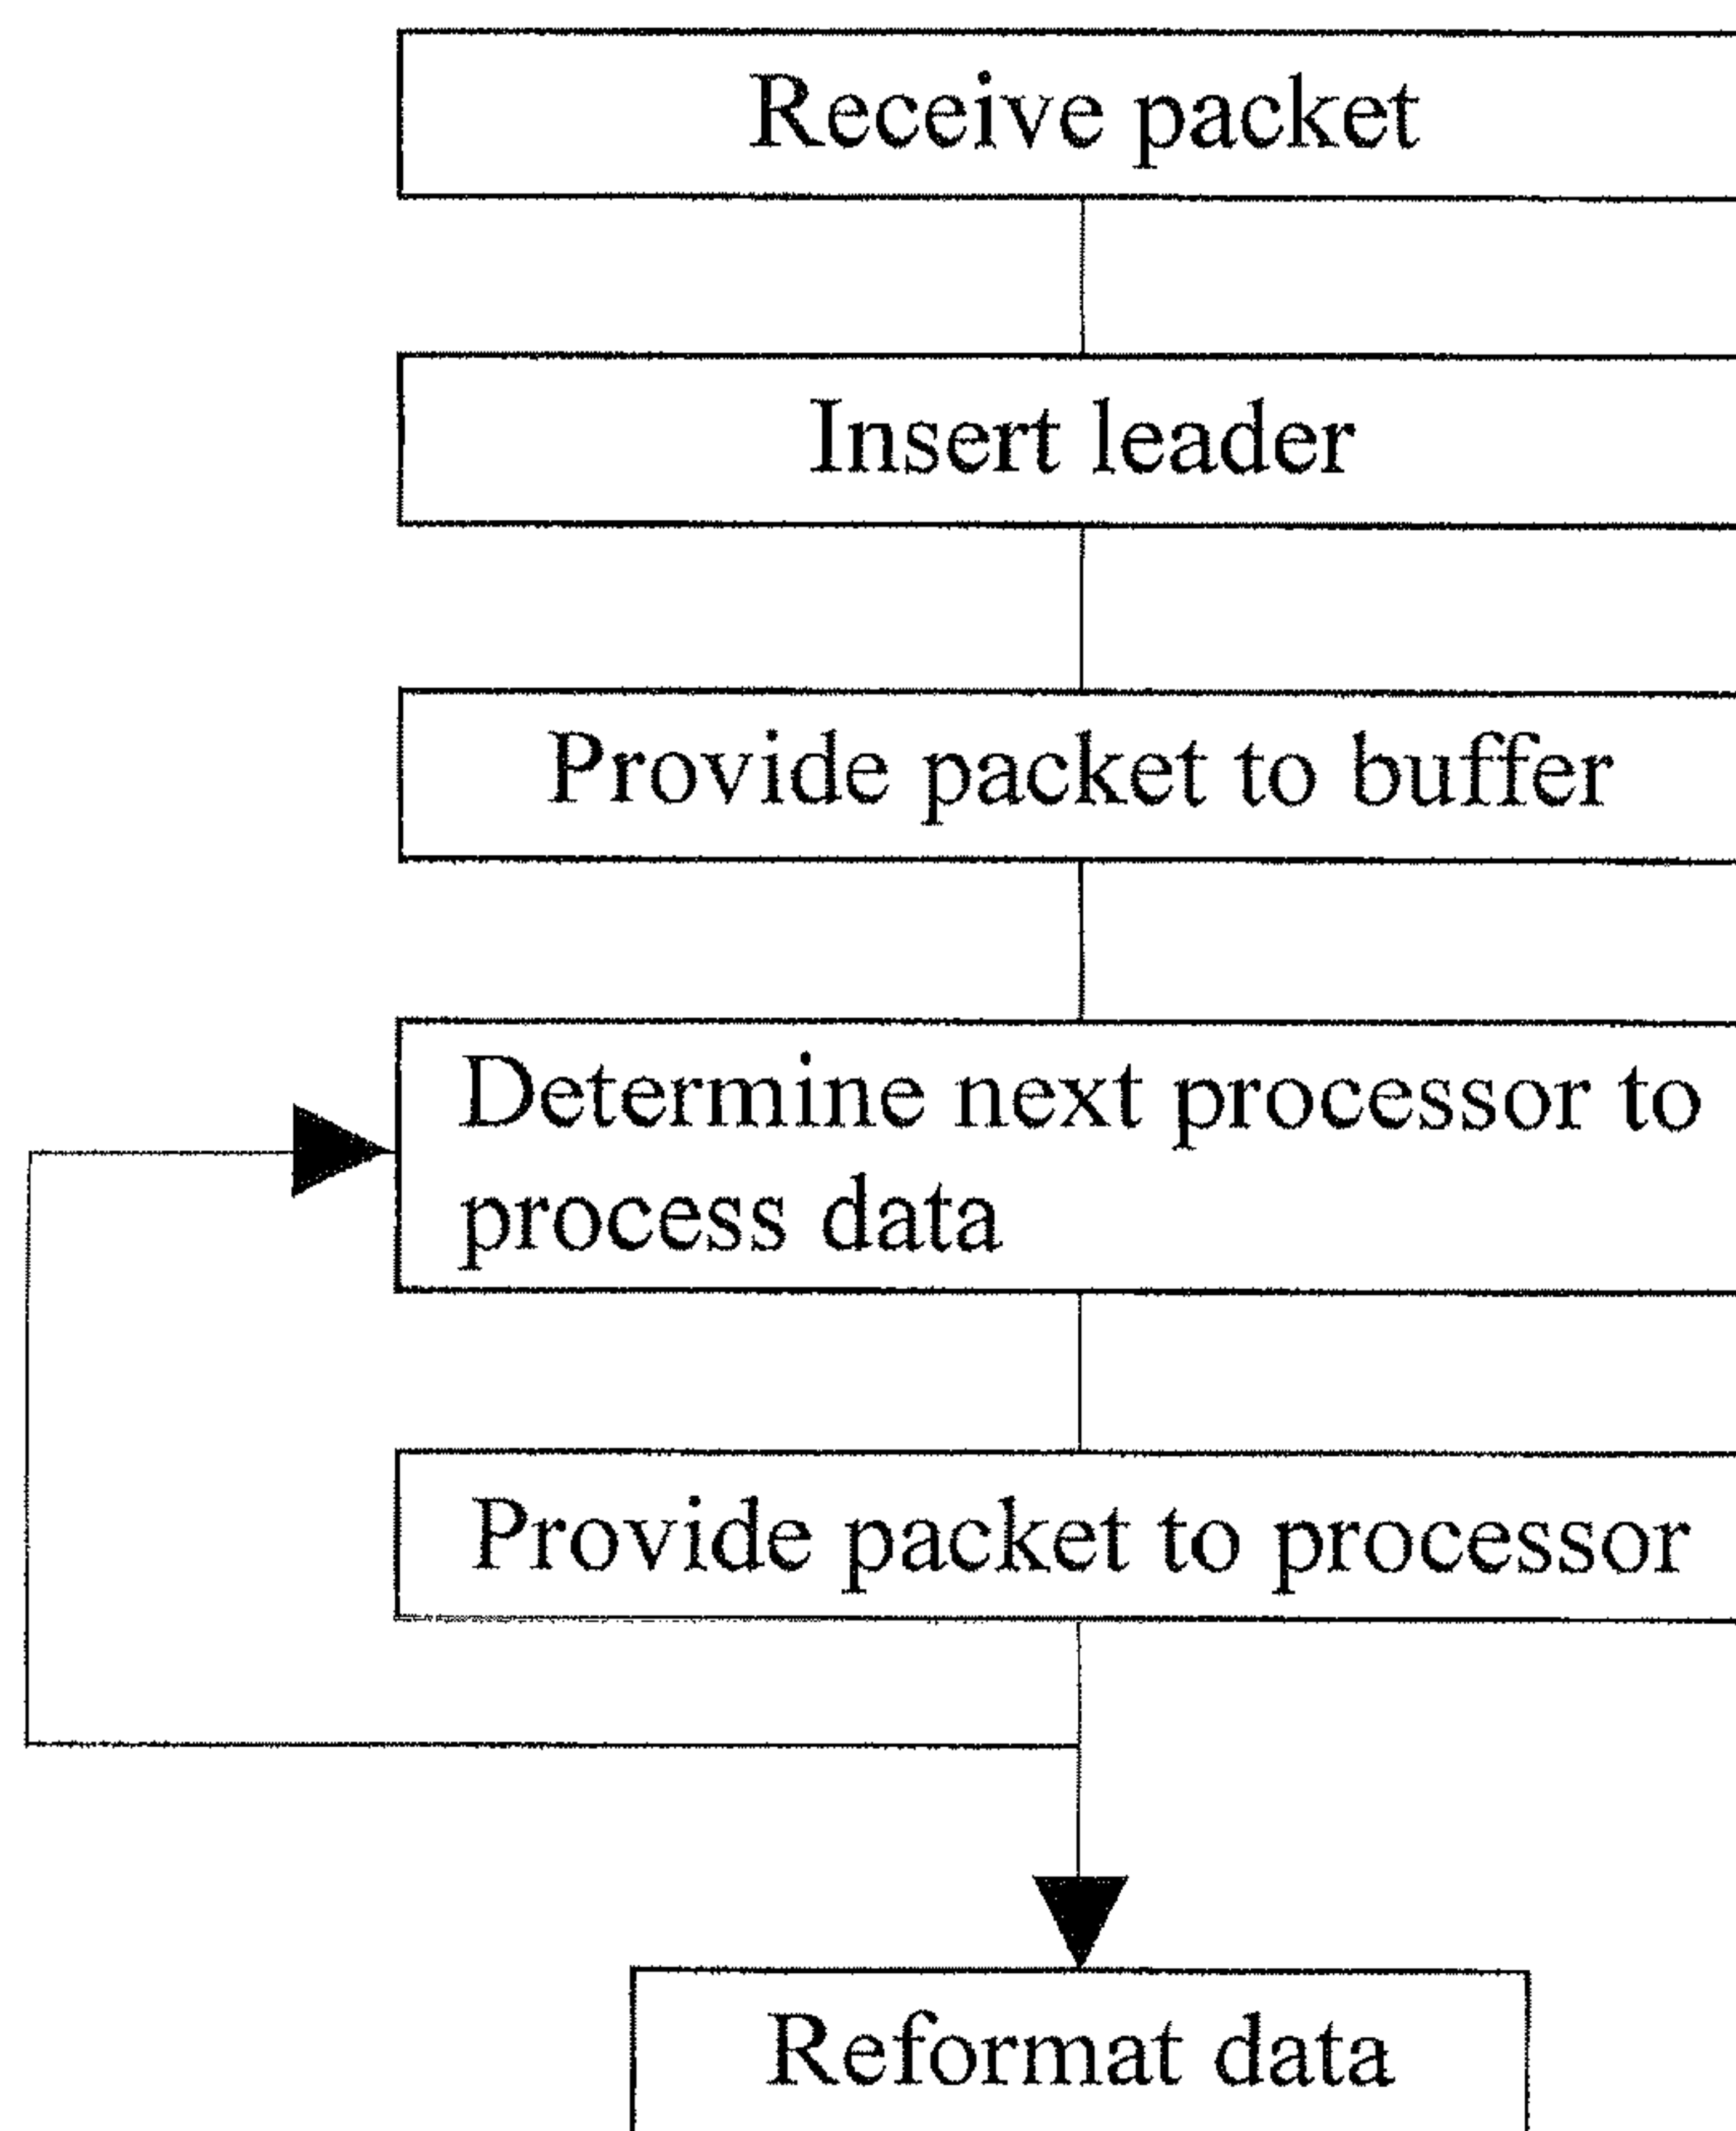 Receive packet
Insert leader
Provide packet to buffer
Determine next processor to
process data
Provide packet to processor
Reformat data